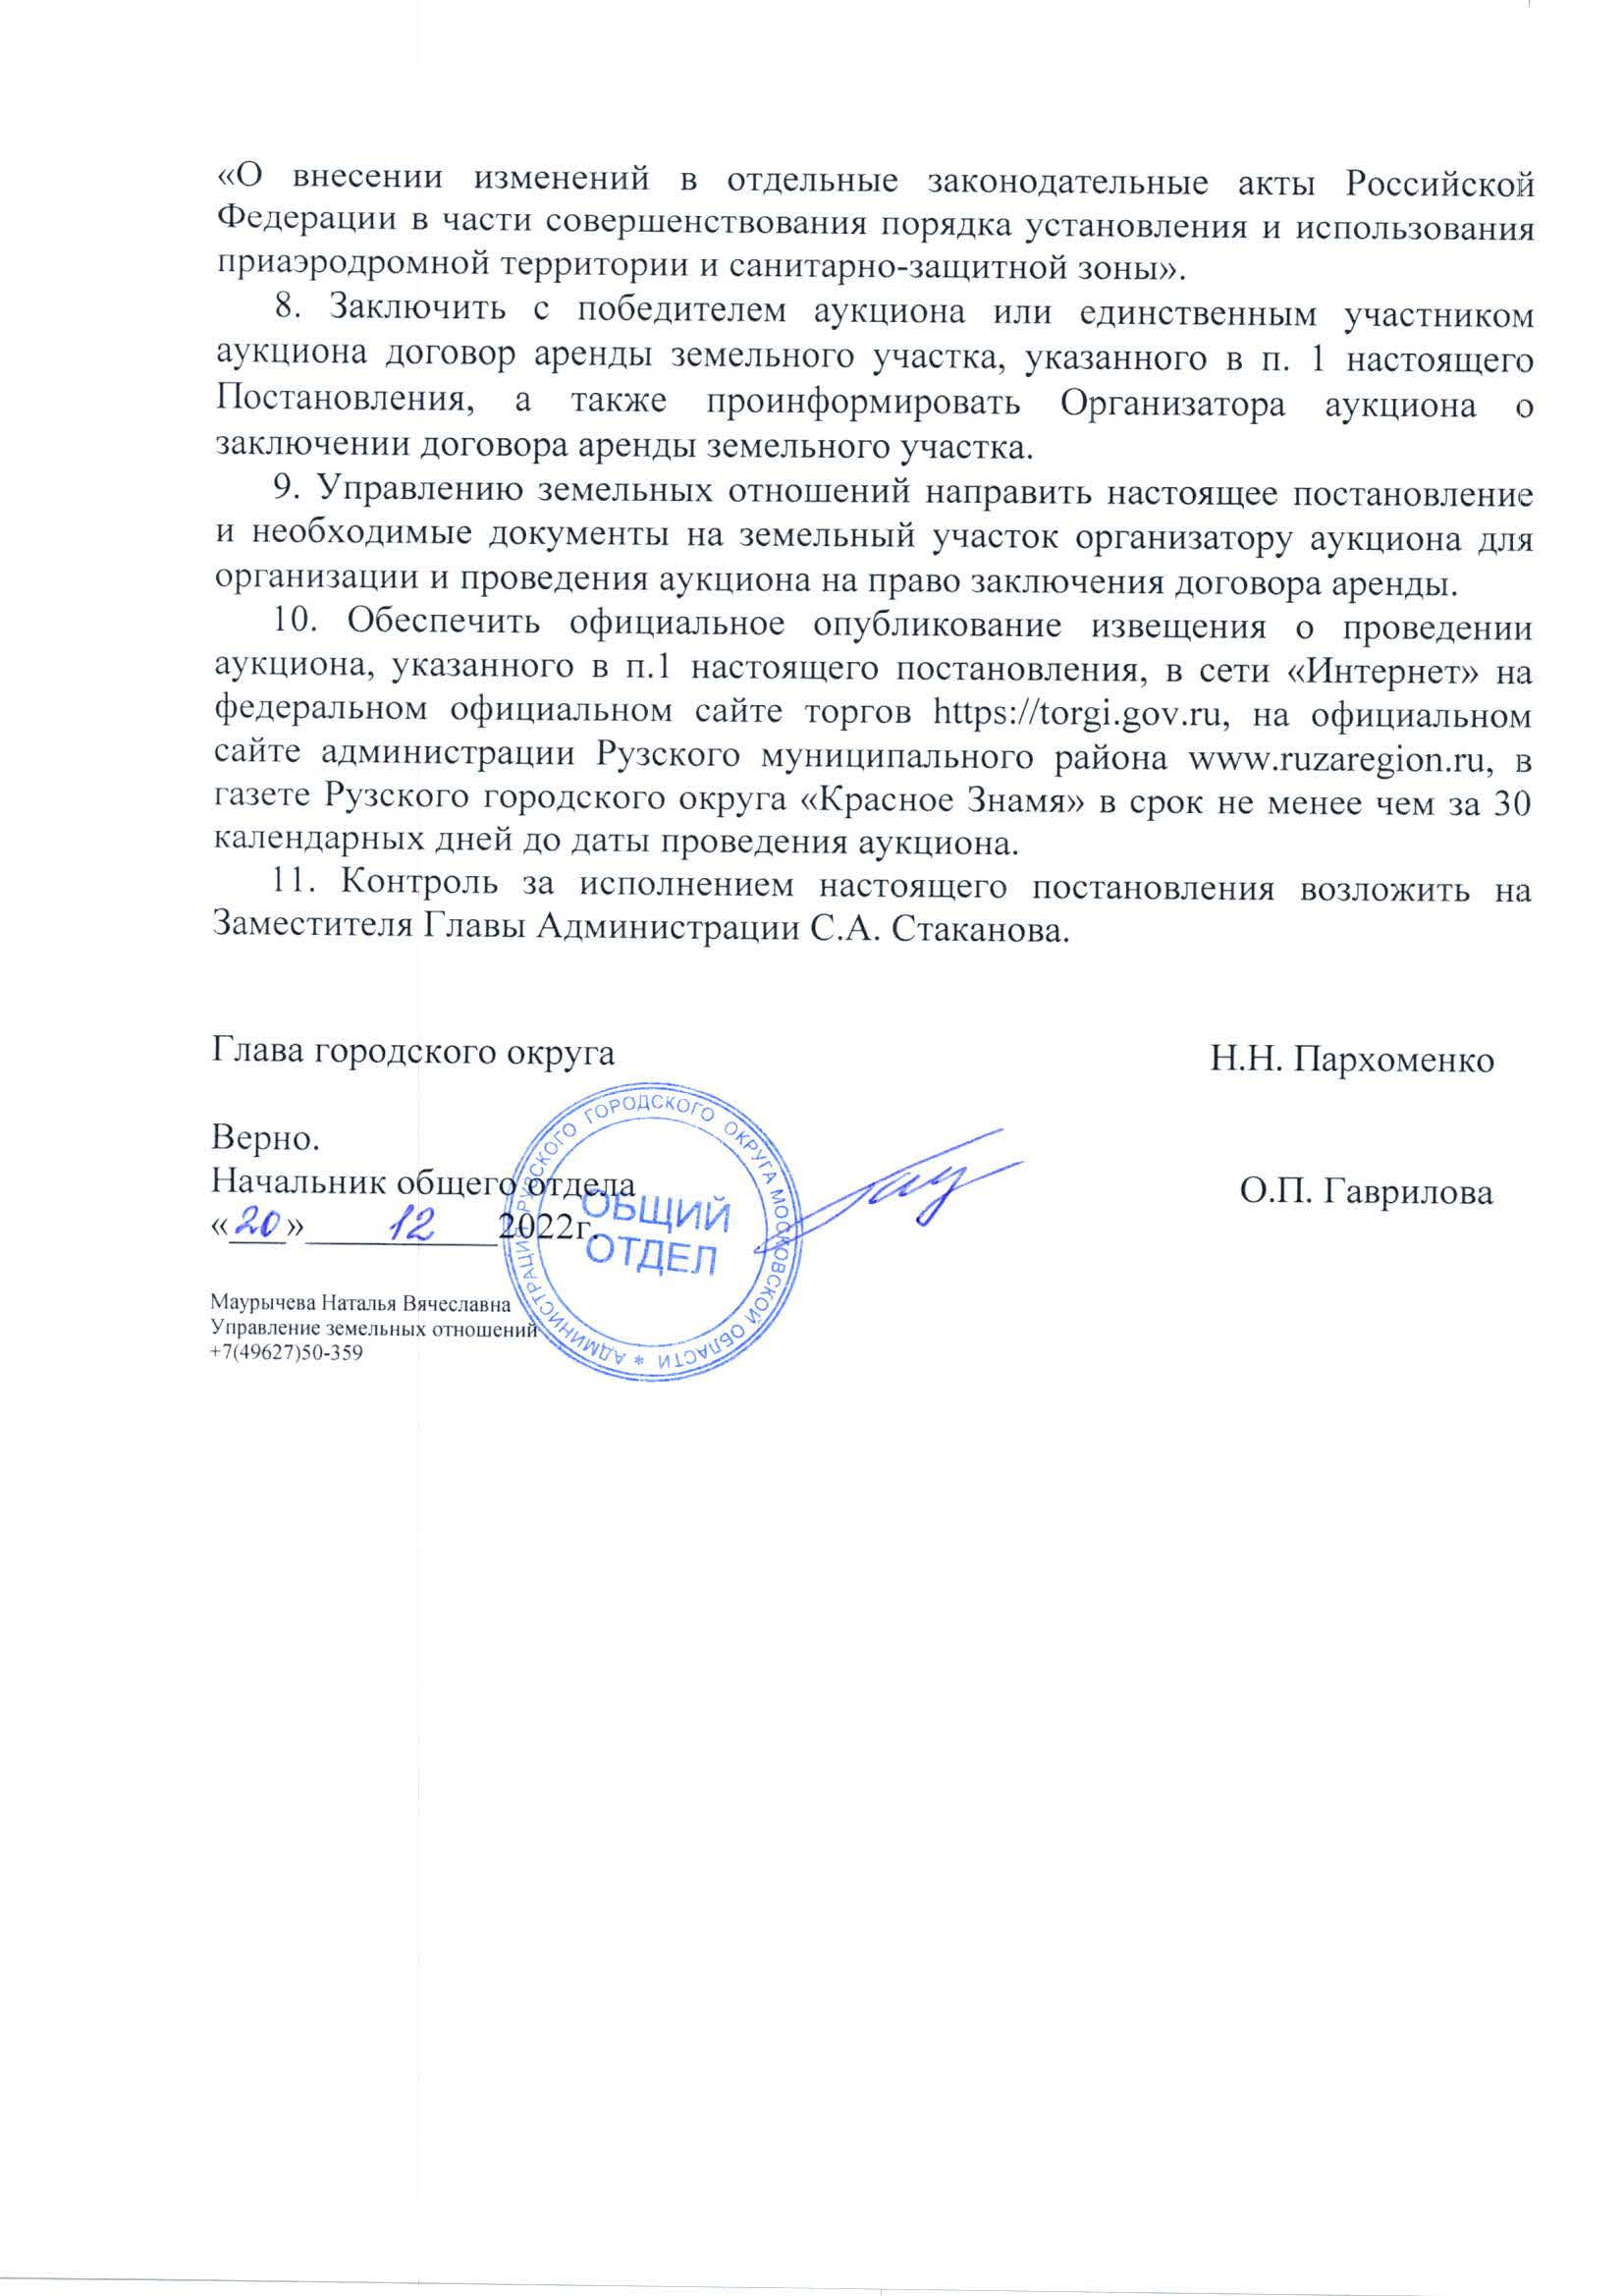 «О внесении изменений в отдельные законодательные акты Российской
Федерации в части совершенствования порядка установления и использования
приаэродромной территории и санитарно-защитной зоны».
8. Заключить с победителем аукциона или единственным участником
аукциона договор аренды земельного участка, указанного в п. 1 настоящего
Постановления, а также проинформировать Организатора аукциона о
заключении договора аренды земельного участка.
9. Управлению земельных отношений направить настоящее постановление
и необходимые документы на земельный участок организатору аукциона для
организации и проведения аукциона на право заключения договора аренды.
10. Обеспечить официальное опубликование извещения о проведении
аукциона, указанного в п.1 настоящего постановления, в сети «Интернет» на
федеральном официальном сайте торгов https://torgi.gov.ru, на официальном
сайте администрации Рузского муниципального района www.ruzaregion.ru, в
газете Рузского городского округа «Красное Знамя» в срок не менее чем за 30
календарных дней до даты проведения аукциона.
11. Контроль за исполнением настоящего постановления возложить на
Заместителя Главы Администрации С.А. Стаканова.
Глава городского округа Н.Н. Пархоменко
Верно.
Начальник общего отдела О.П. Гаврилова
«20» 12 2022г.
АДМИНИСТРАЦИЯ РУЗСКОГО ГОРОДСКОГО ОКРУГА МОСКОВСКОЙ ОБЛАСТИ *
ОБЩИЙ
ОТДЕЛ
Маурычева Наталья Вячеславна
Управление земельных отношений
+7(49627)50-359